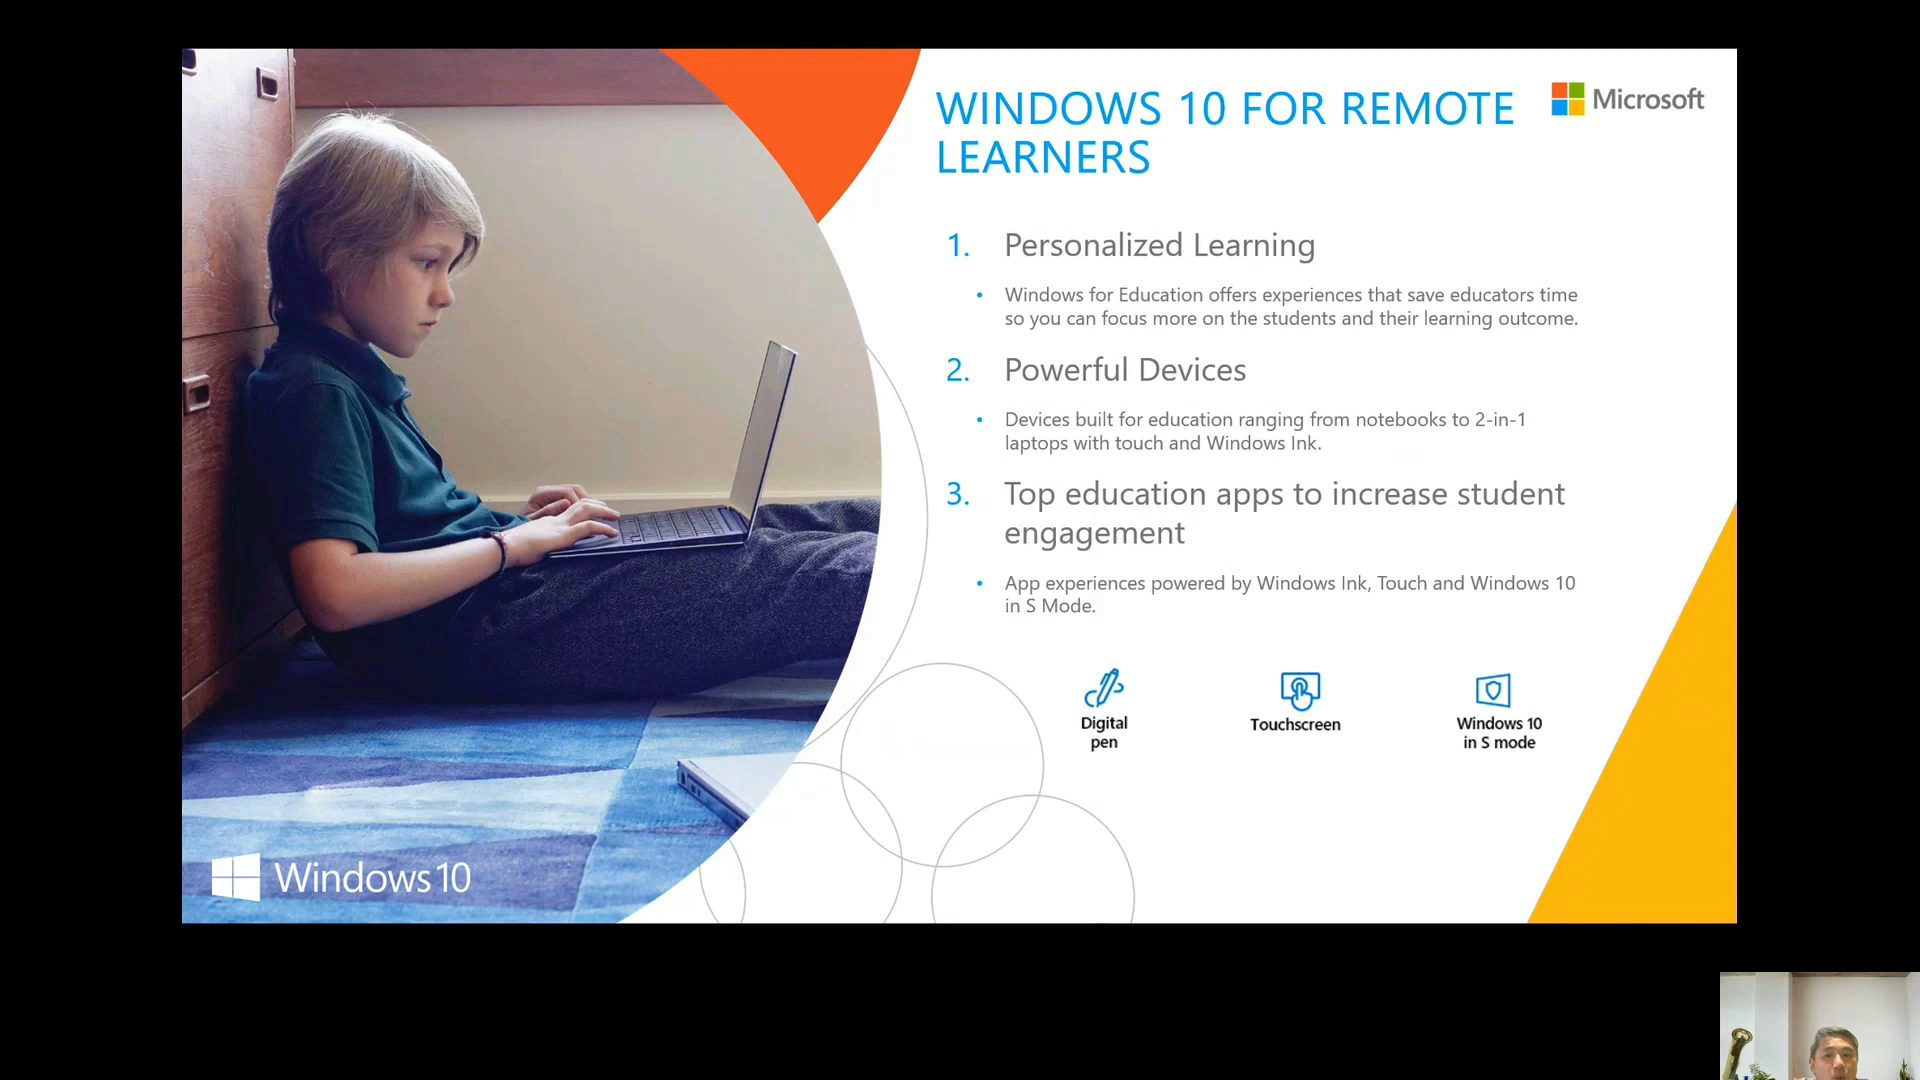 WINDOWS 10 FOR REMOTE
LEARNERS
Microsoft
1. Personalized Learning
• Windows for Education offers experiences that save educators time
so you can focus more on the students and their learning outcome.
2. Powerful Devices
• Devices built for education ranging from notebooks to 2-in-1
laptops with touch and Windows Ink.
3. Top education apps to increase student
engagement
• App experiences powered by Windows Ink, Touch and Windows 10
in S Mode.
Digital
pen
Touchscreen
Windows 10
in S mode
Windows 10